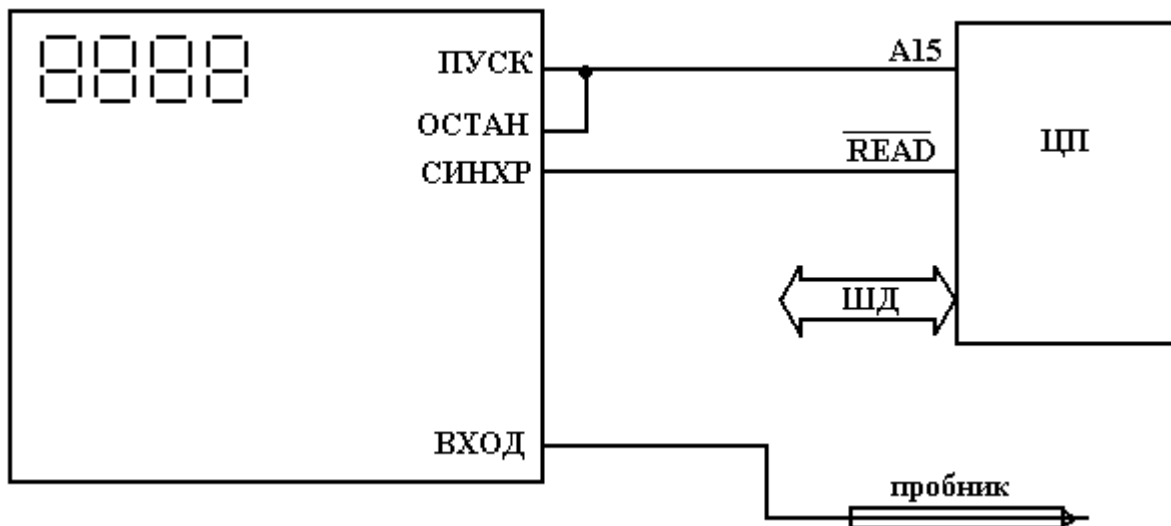 8888
ПУСК
A15
ОСТАН
СИНХР
READ
ЦП
ШД
ВХОД
пробник